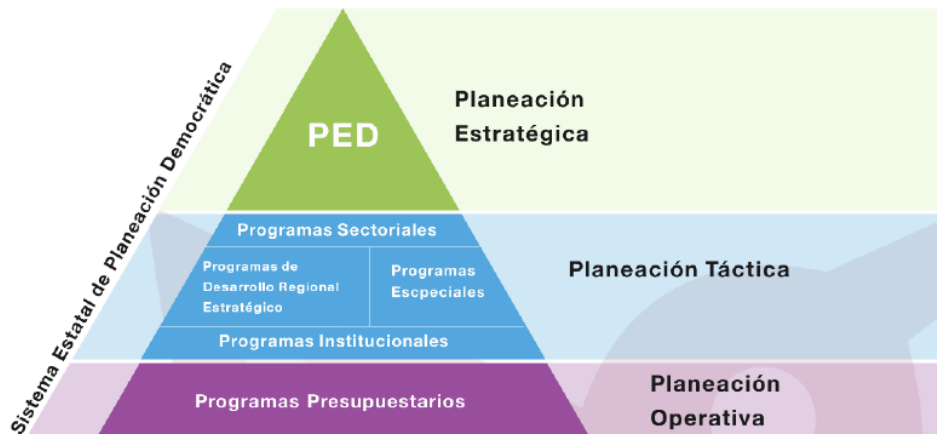 Sistema Estatal de Planeación Democrática
PED
Planeación
Estratégica
Programas Sectoriales
Programas de
Desarrollo Regional
Estratégico
Programas
Escpeciales
Programas Institucionales
Planeación Táctica
Programas Presupuestarios
Planeación
Operativa